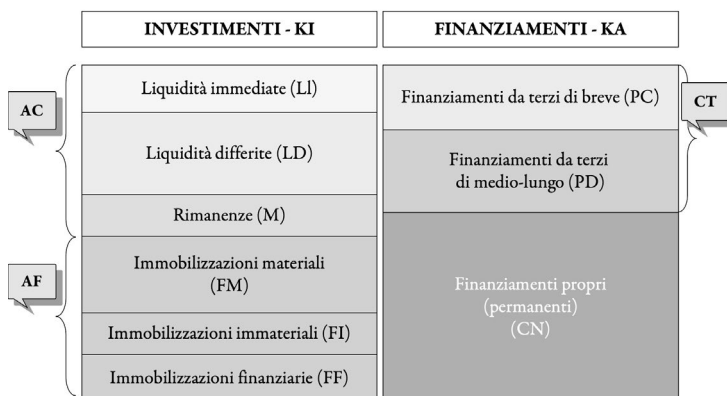 INVESTIMENTI - KI
FINANZIAMENTI - KA
AC
Liquidità immediate (Ll)
Liquidità differite (LD)
Rimanenze (M)
AF
Immobilizzazioni materiali
(FM)
Immobilizzazioni immateriali (FI)
Immobilizzazioni finanziarie (FF)
Finanziamenti da terzi di breve (PC)
CT
Finanziamenti da terzi
di medio-lungo (PD)
Finanziamenti propri
(permanenti)
(CN)